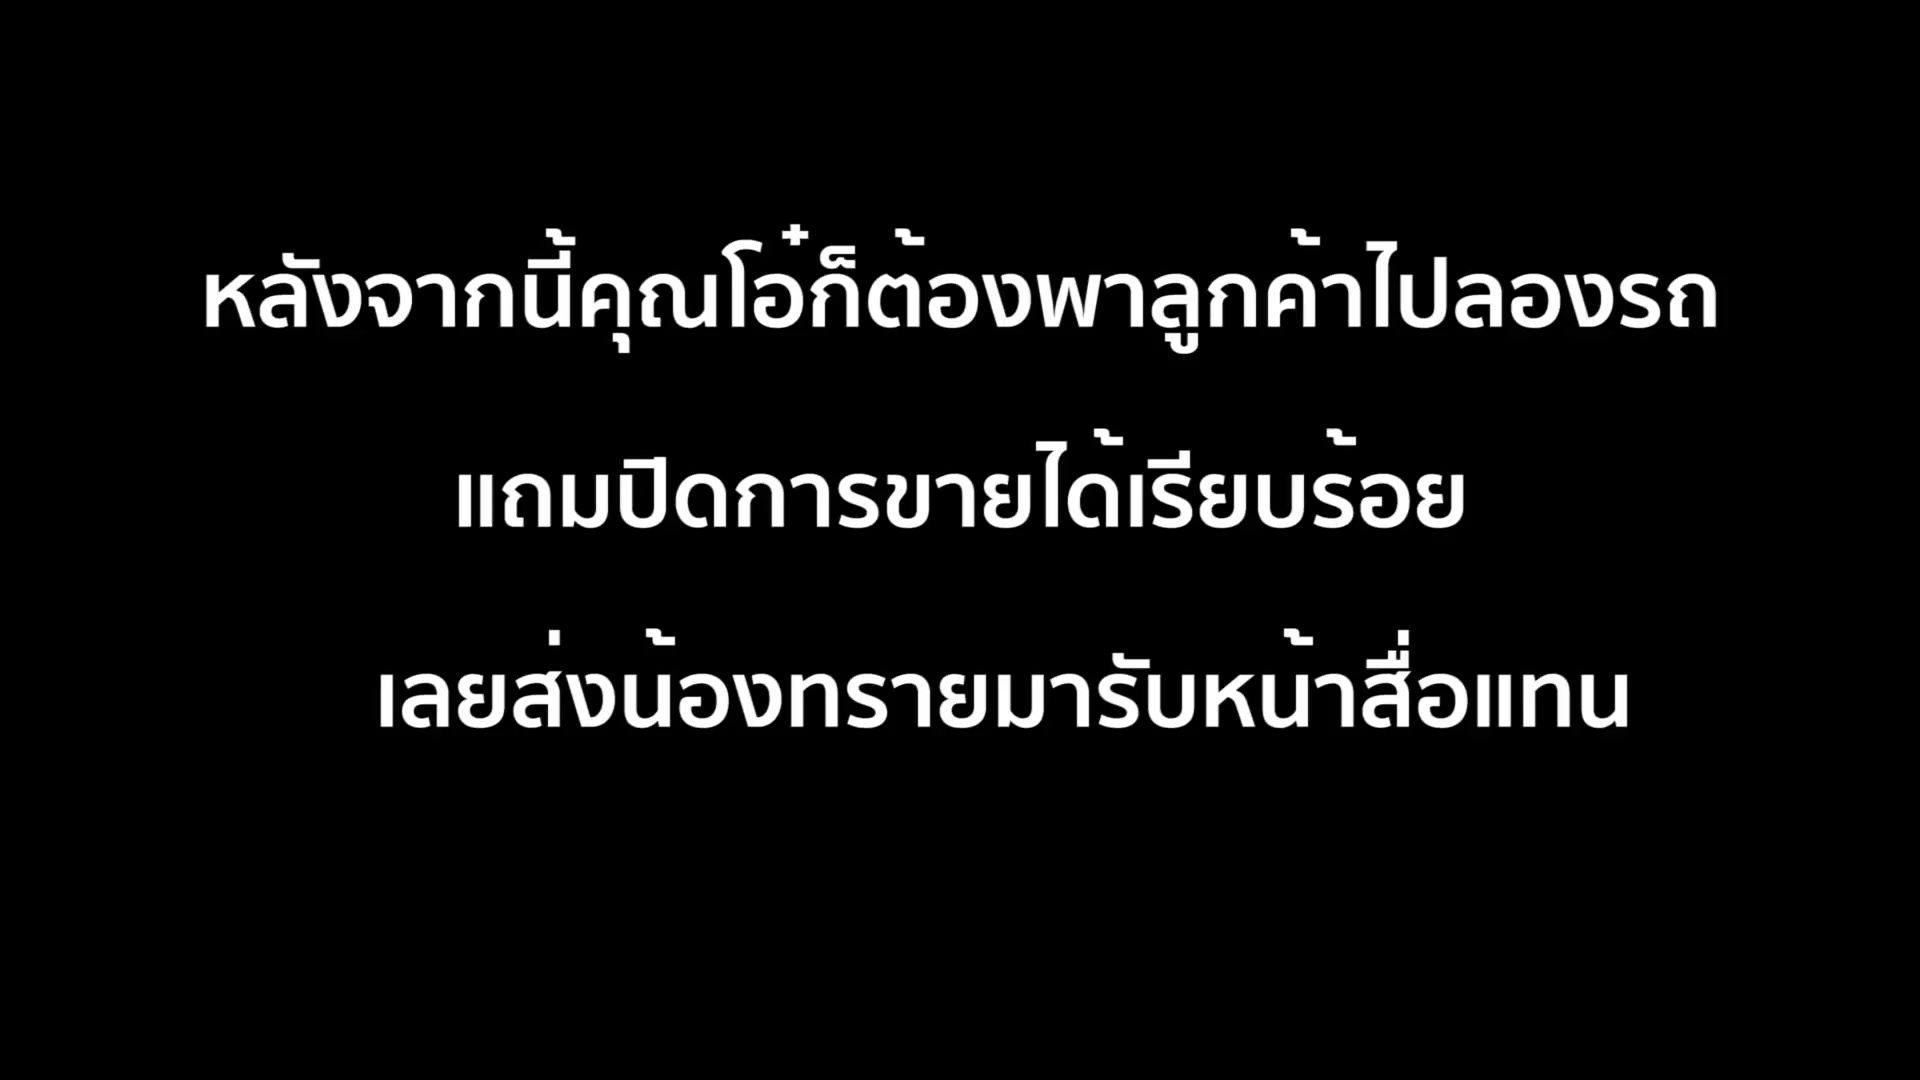 หลังจากนี้คุณโอ๋ก็ต้องพาลูกค้าไปลองรถ
แถมปิดการขายได้เรียบร้อย
เลยส่งน้องทรายมารับหน้าสื่อแทน